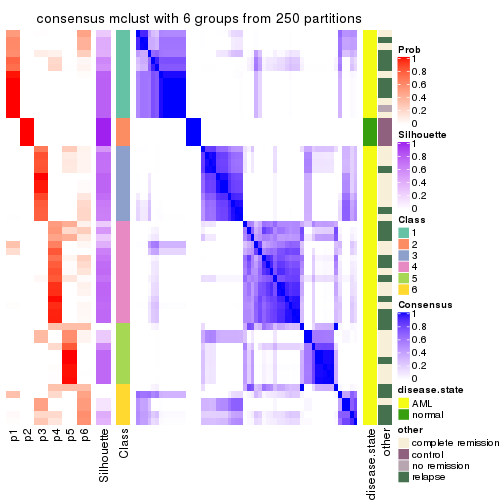 consensus mclust with 6 groups from 250 partitions
Prob
1
0.8
0.6
0.4
0.2
0
Silhouette
1
0.8
0.6
0.4
0.2
0
Class
1
2
3
4
5
6
Consensus
1
0.8
0.6
0.4
0.2
0
disease.state
AML
normal
other
complete remission
control
no remission
relapse
p1
p2
p3
p4
p5
p6
Silhouette
Class
disease.state
other